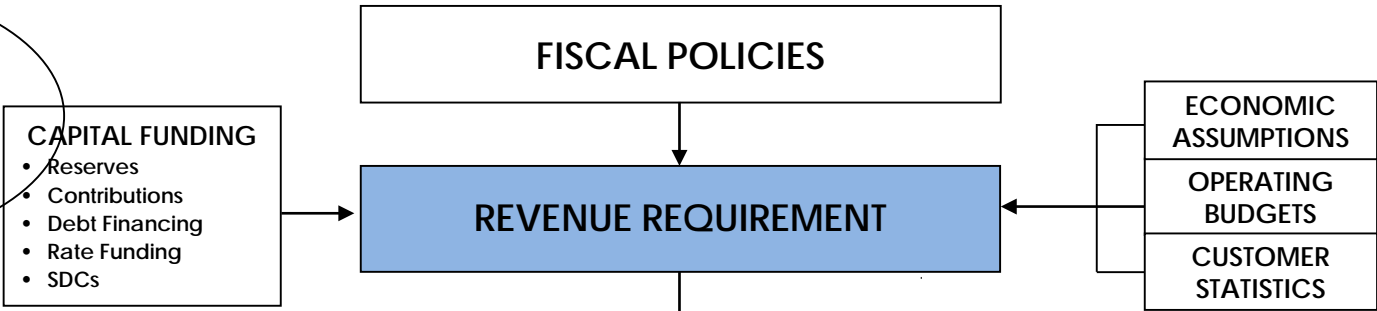 FISCAL POLICIES
CAPITAL FUNDING
• Reserves
• Contributions
• Debt Financing
• Rate Funding
• SDCs
REVENUE REQUIREMENT
ECONOMIC
ASSUMPTIONS
OPERATING
BUDGETS
CUSTOMER
STATISTICS